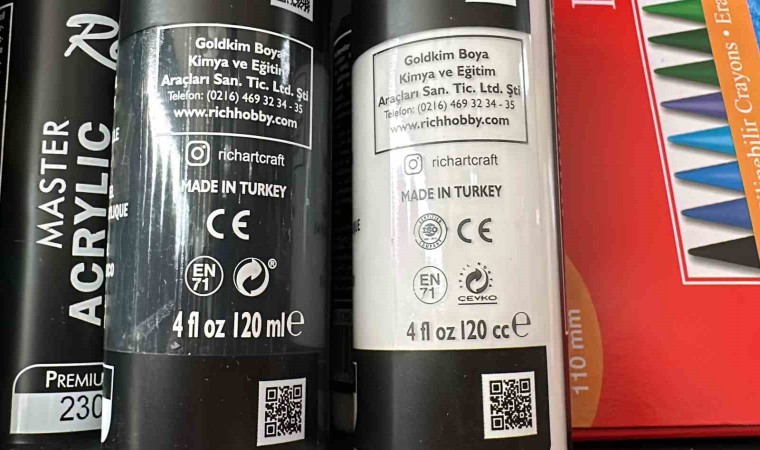 MASTER
ACRYLIC
PREMIU
230
Goldkim Boya
Kimya ve Eğitim
Araçları San. Tic. Ltd. Şti
Telefon: (0216) 469 32 34 - 35
www.richhobby.com
richartcraft
MADE IN TURKEY
CE
EN
71
®
4 fl oz 120 ml e
Goldkim Boya
Kimya ve Eğitim
Araçları San. Tic. Ltd. Şti
Telefon: (0216) 469 32 34 - 35
www.richhobby.com
richartcraft
MADE IN TURKEY
ISO
CE
EN
71
ÇEVKO
4 fl oz 120 cc e
110 mm
silinebilir Crayons • Era